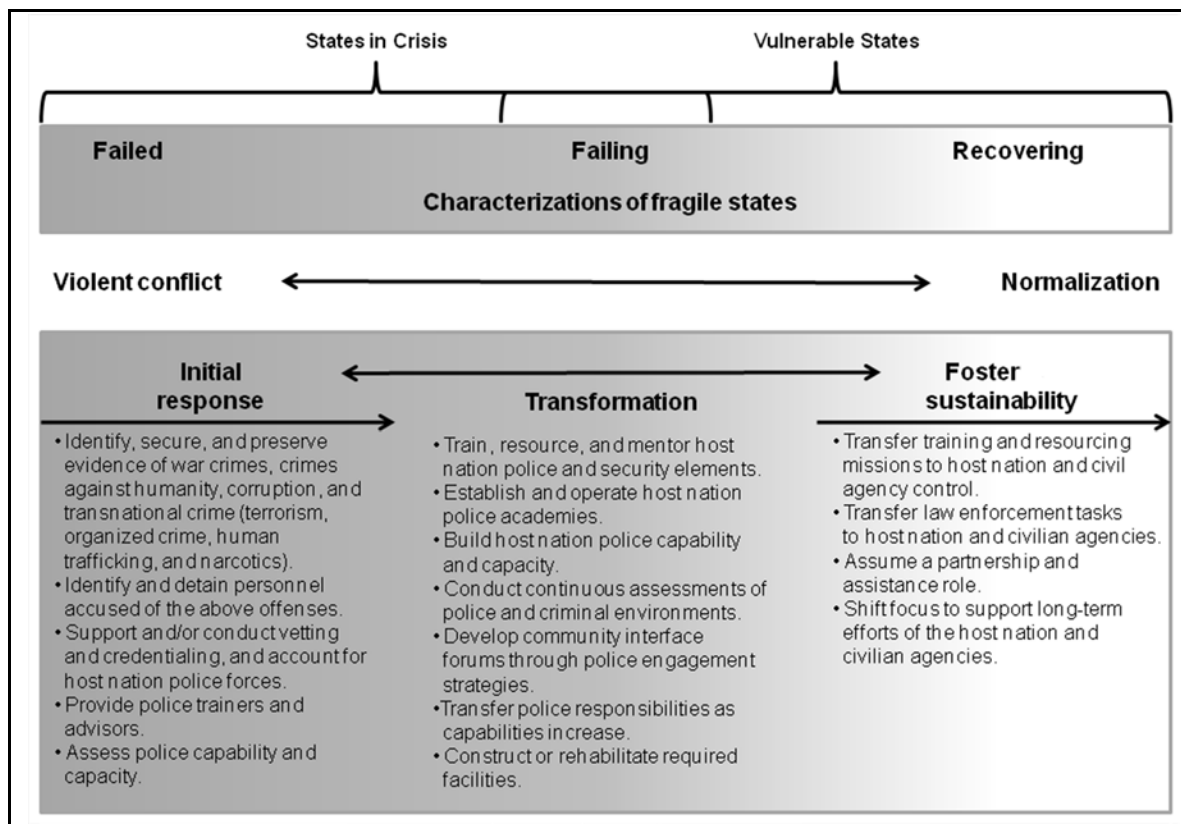 States in Crisis
Vulnerable States
Failed
Failing
Recovering
Characterizations of fragile states
Violent conflict
Normalization
Initial
response
• Identify, secure, and preserve
evidence of war crimes, crimes
against humanity, corruption, and
transnational crime (terrorism,
organized crime, human
trafficking, and narcotics).
• Identify and detain personnel
accused of the above offenses.
• Support and/or conduct vetting
and credentialing, and account for
host nation police forces.
• Provide police trainers and
advisors.
• Assess police capability and
capacity.
Transformation
• Train, resource, and mentor host
nation police and security elements.
• Establish and operate host nation
police academies.
• Build host nation police capability
and capacity.
• Conduct continuous assessments of
police and criminal environments.
• Develop community interface
forums through police engagement
strategies.
•Transfer police responsibilities as
capabilities increase.
• Construct or rehabilitate required
facilities.
Foster
sustainability
• Transfer training and resourcing
missions to host nation and civil
agency control.
• Transfer law enforcement tasks
to host nation and civilian agencies.
• Assume a partnership and
assistance role.
• Shift focus to support long-term
efforts of the host nation and
civilian agencies.